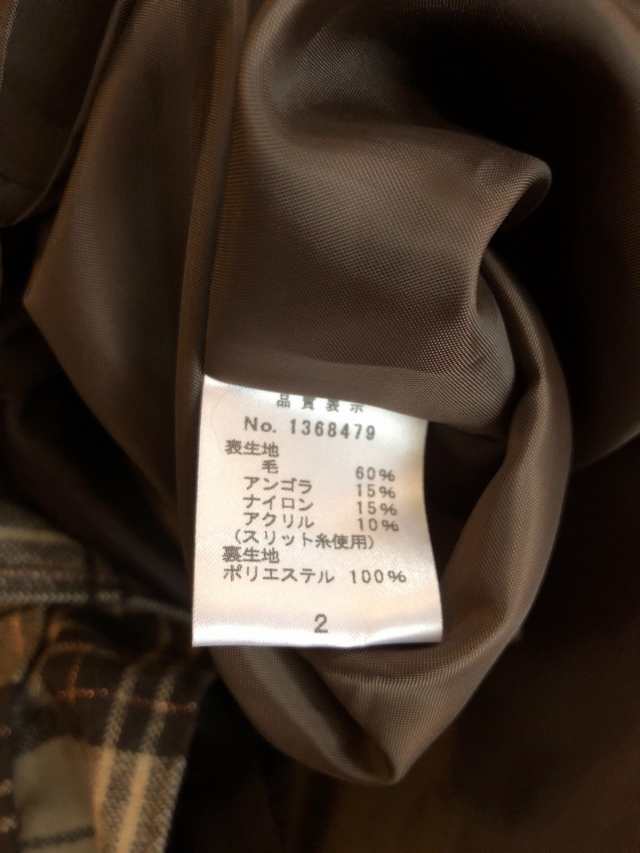 品質表示
No. 1368479
表生地
毛 60%
アンゴラ 15%
ナイロン 15%
アクリル 10%
(スリット糸使用)
裏生地
ポリエステル 100%
2